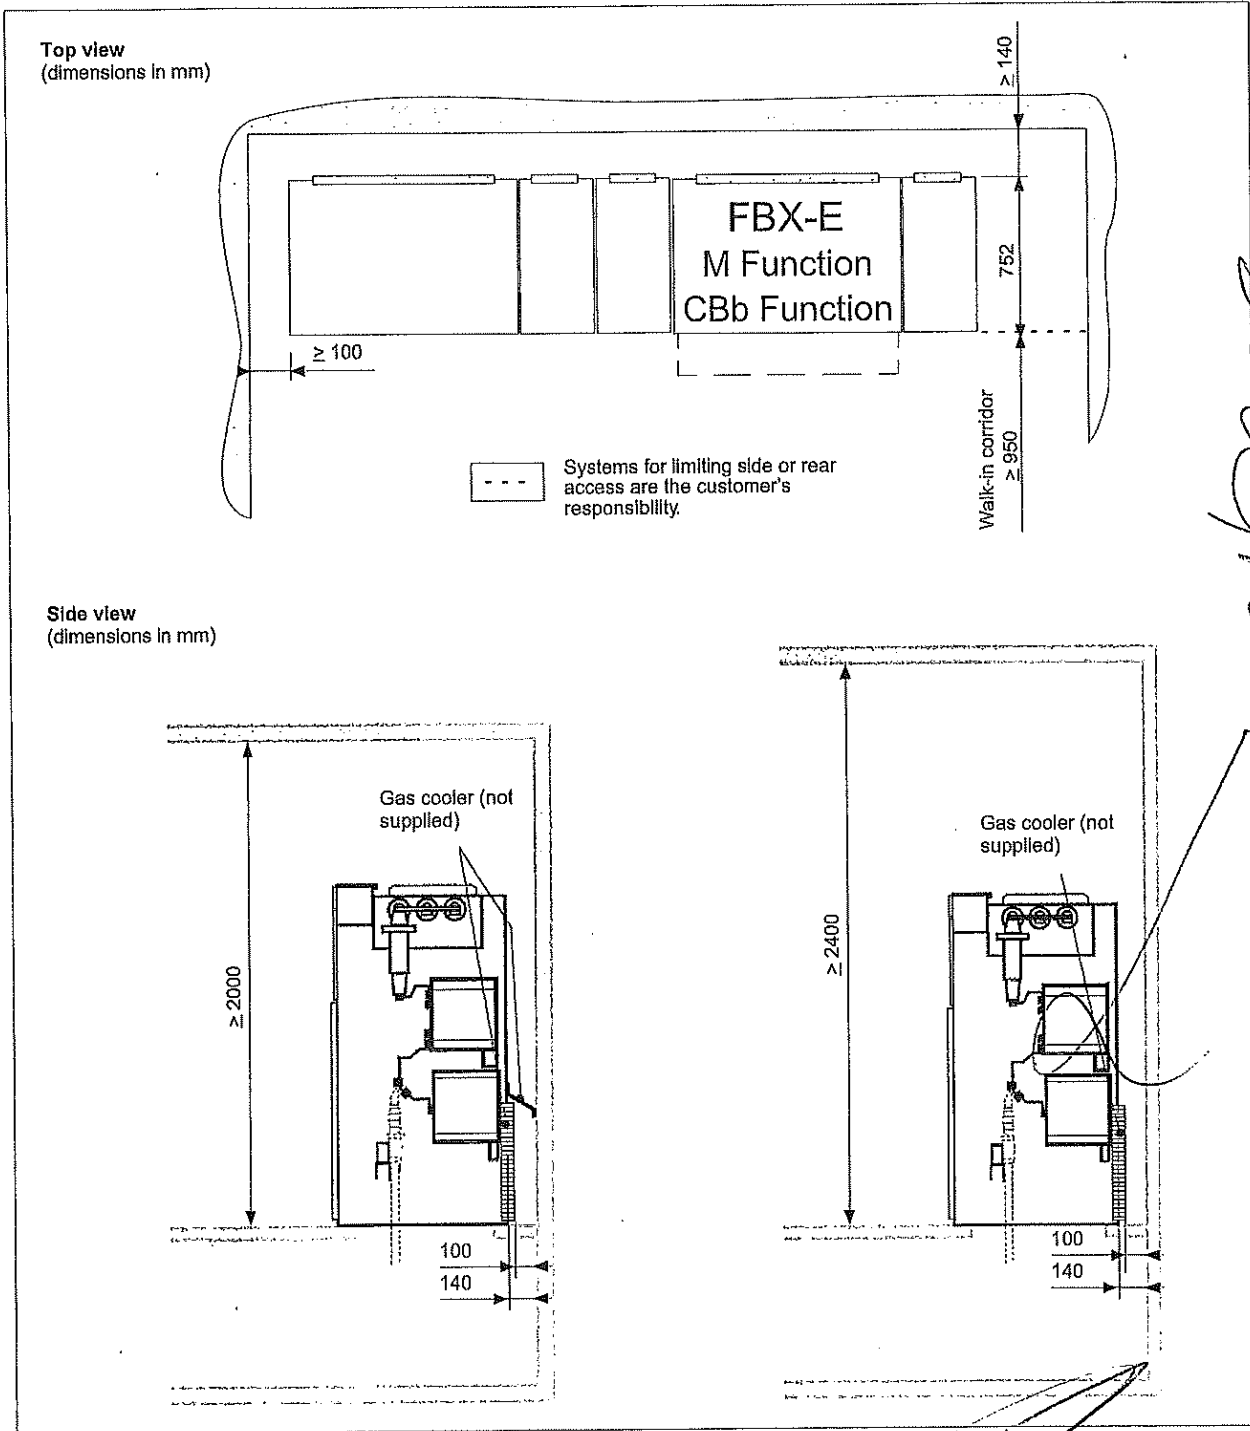 Top view
(dimensions in mm)
≥ 140
FBX-E
M Function
CBb Function
752
≥ 100
Walk-in corridor
≥ 950
Systems for limiting side or rear
access are the customer's
responsibility.
Side view
(dimensions in mm)
Gas cooler (not
supplied)
≥ 2000
100
140
Gas cooler (not
supplied)
≥ 2400
100
140